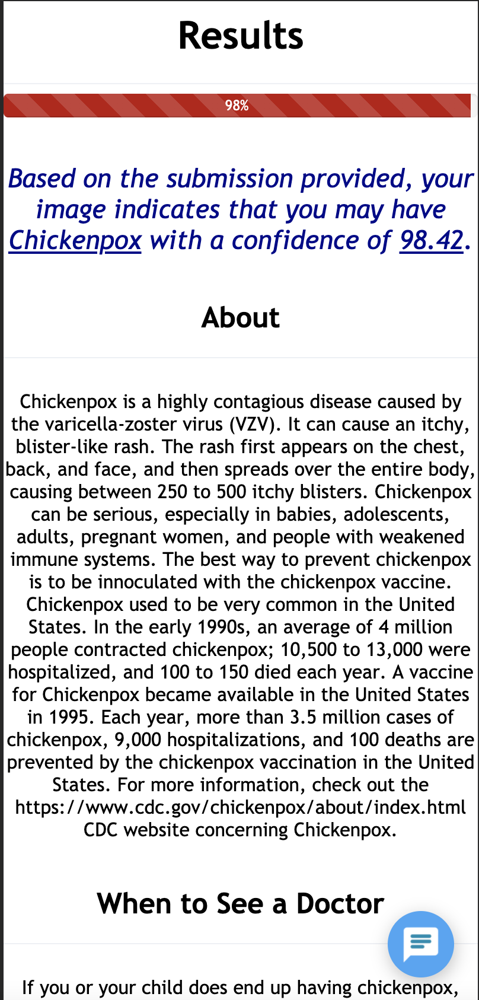 Results
98%
Based on the submission provided, your
image indicates that you may have
Chickenpox with a confidence of 98.42.
About
Chickenpox is a highly contagious disease caused by
the varicella-zoster virus (VZV). It can cause an itchy,
blister-like rash. The rash first appears on the chest,
back, and face, and then spreads over the entire body,
causing between 250 to 500 itchy blisters. Chickenpox
can be serious, especially in babies, adolescents,
adults, pregnant women, and people with weakened
immune systems. The best way to prevent chickenpox
is to be innoculated with the chickenpox vaccine.
Chickenpox used to be very common in the United
States. In the early 1990s, an average of 4 million
people contracted chickenpox; 10,500 to 13,000 were
hospitalized, and 100 to 150 died each year. A vaccine
for Chickenpox became available in the United States
in 1995. Each year, more than 3.5 million cases of
chickenpox, 9,000 hospitalizations, and 100 deaths are
prevented by the chickenpox vaccination in the United
States. For more information, check out the
https://www.cdc.gov/chickenpox/about/index.html
CDC website concerning Chickenpox.
When to See a Doctor
If you or your child does end up having chickenpox,